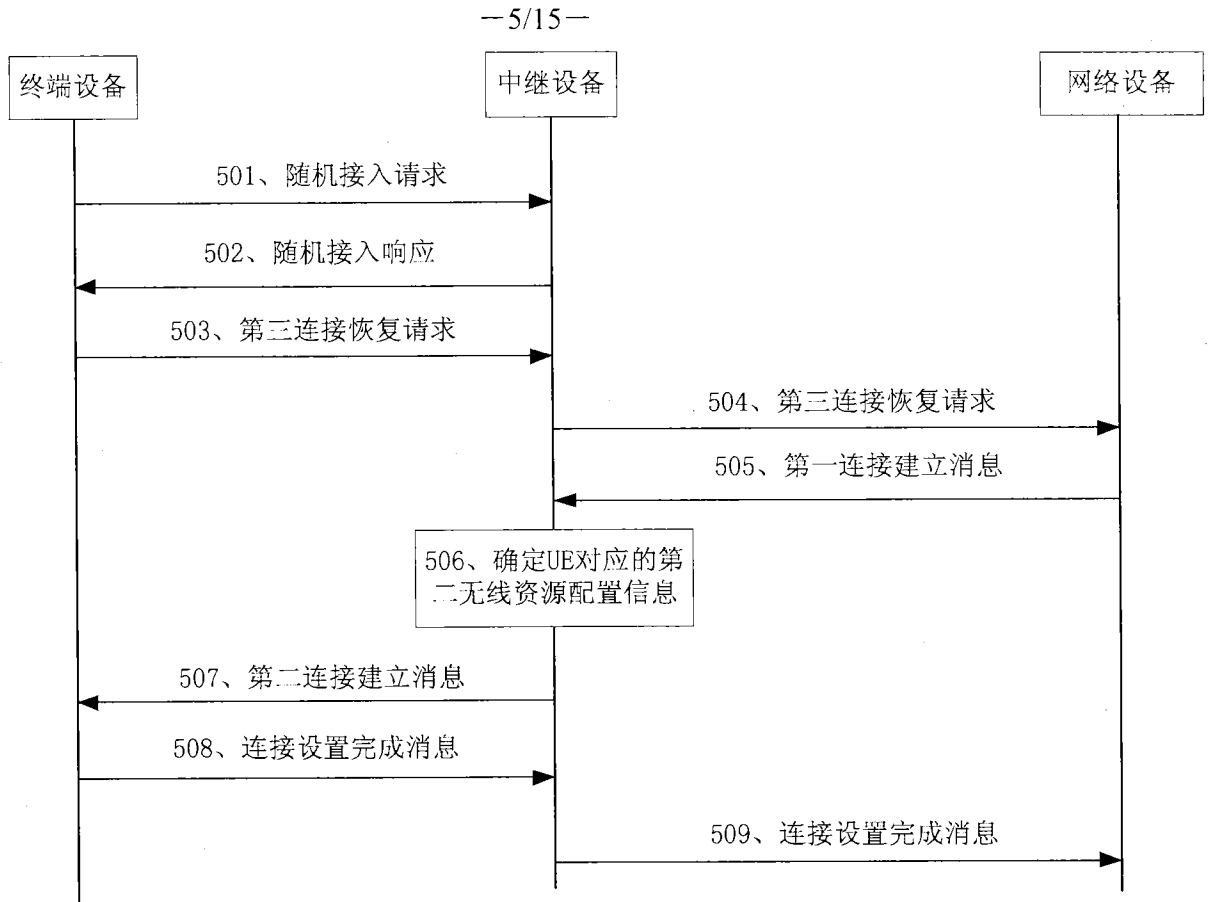 —5/15—
终端设备
中继设备
网络设备
501、随机接入请求
502、随机接入响应
503、第三连接恢复请求
504、第三连接恢复请求
505、第一连接建立消息
506、确定UE对应的第
二无线资源配置信息
507、第二连接建立消息
508、连接设置完成消息
509、连接设置完成消息